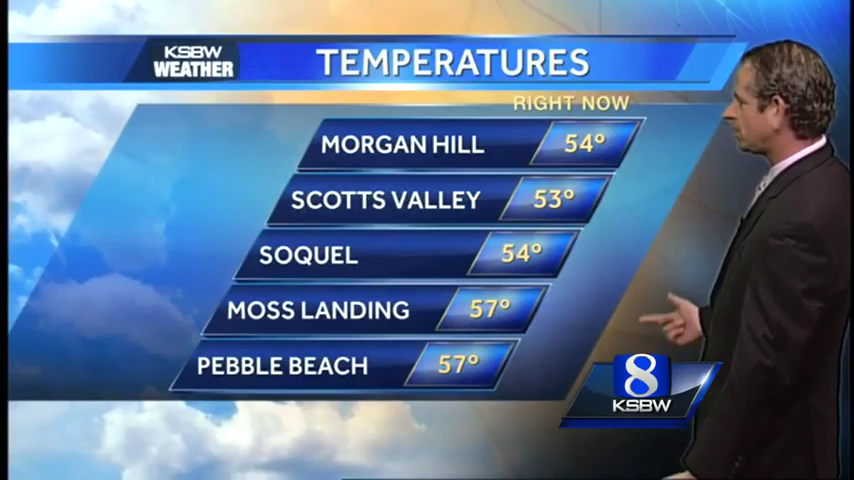 KSBW
WEATHER
TEMPERATURES
RIGHT NOW
MORGAN HILL 54°
SCOTTS VALLEY 53°
SOQUEL 54°
MOSS LANDING 57°
PEBBLE BEACH 57°
8
KSBW